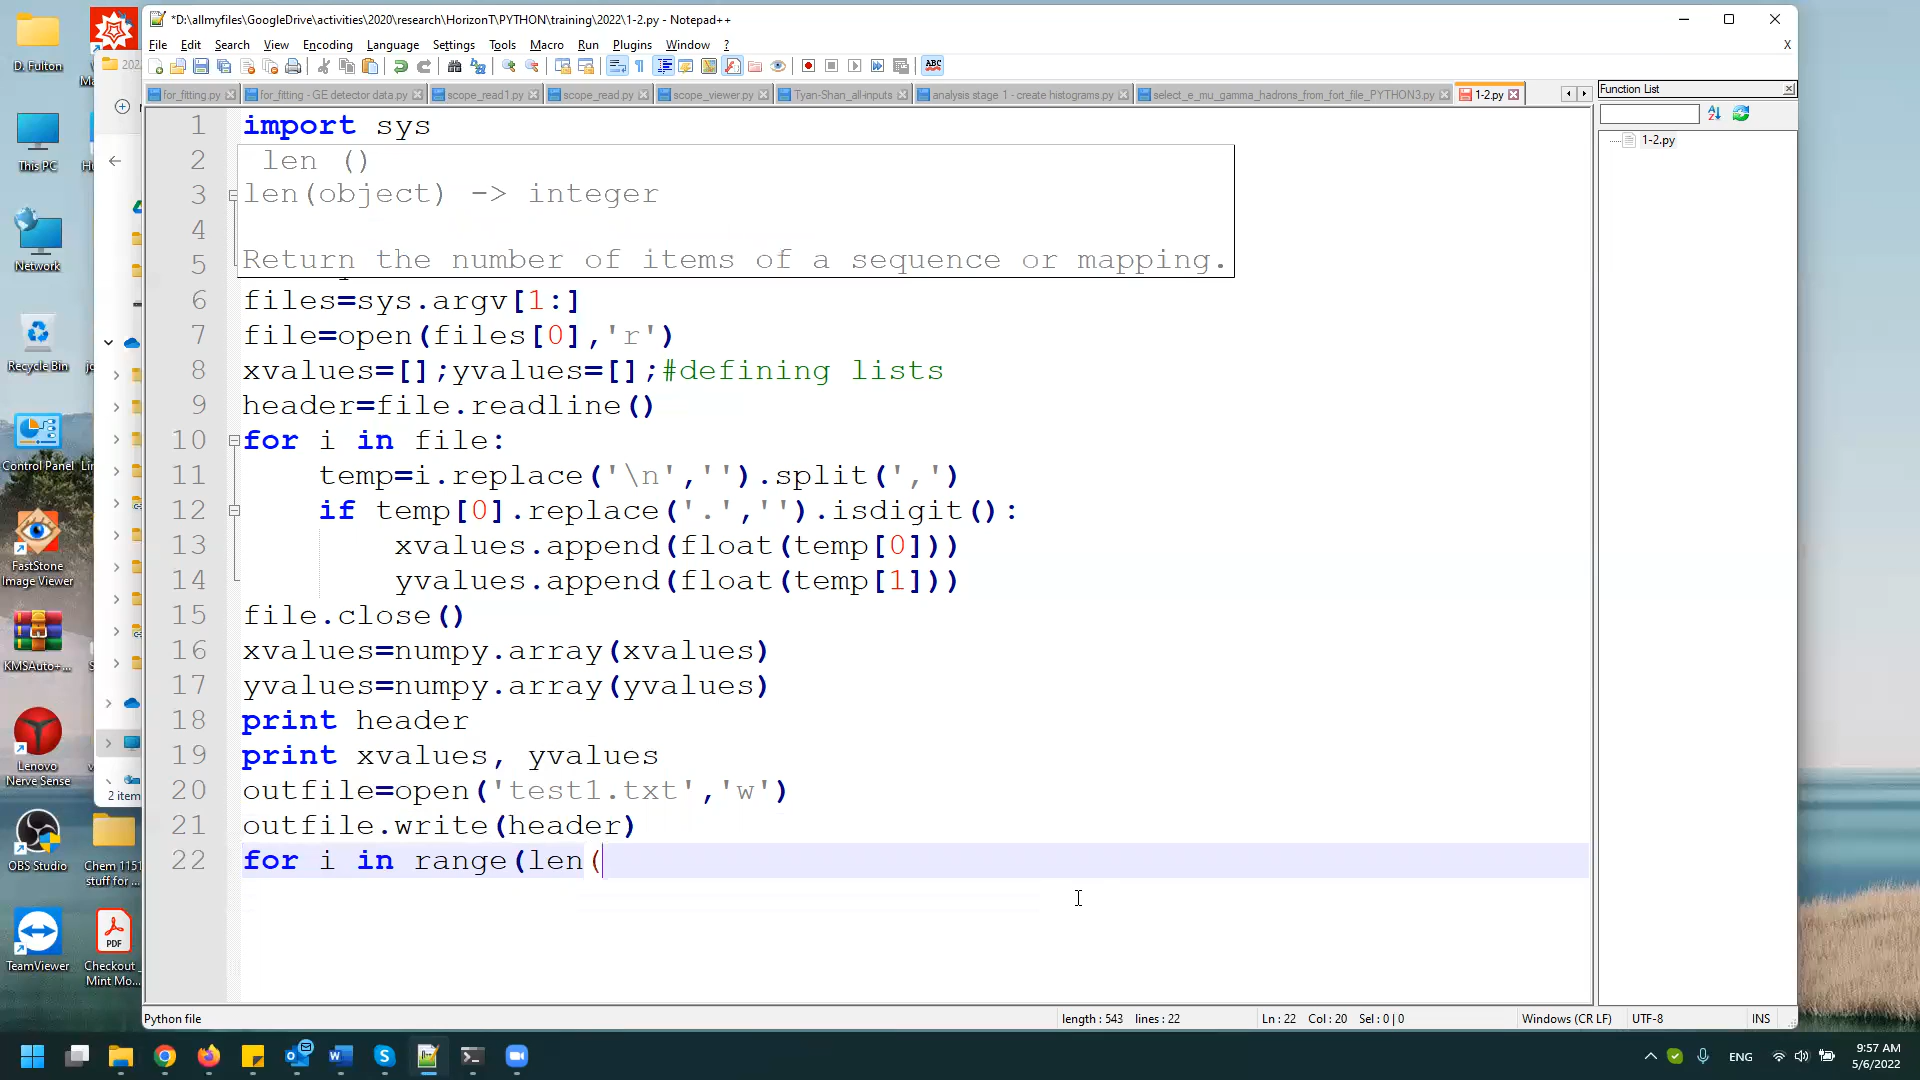 *D:\allmyfiles\GoogleDrive\activities\2020\research\HorizonT\PYTHON\training\2022\1-2.py - Notepad++
File Edit Search View Encoding Language Settings Tools Macro Run Plugins Window ?
X
for_fitting.py
for_fitting - GE detector data.py
scope_read1.py
scope_read.py
scope_viewer.py
Tyan-Shan_all-inputs
analysis stage 1 - create histograms.py
select_e_mu_gamma_hadrons_from_fort_file_PYTHON3.py
1-2.py
Function List
1-2.py
1 import sys
2 len ()
3 len(object) -> integer
4
5 Return the number of items of a sequence or mapping.
6 files=sys.argv[1:]
7 file=open(files[0],'r')
8 xvalues=[];yvalues=[];#defining lists
9 header=file.readline()
10 for i in file:
11 temp=i.replace('\n','').split(',')
12 if temp[0].replace('.','').isdigit():
13 xvalues.append(float(temp[0]))
14 yvalues.append(float(temp[1]))
15 file.close()
16 xvalues=numpy.array(xvalues)
17 yvalues=numpy.array(yvalues)
18 print header
19 print xvalues, yvalues
20 outfile=open('test1.txt','w')
21 outfile.write(header)
22 for i in range(len(
Python file
length : 543 lines : 22
Ln : 22 Col : 20 Sel : 0 | 0
Windows (CR LF)
UTF-8
INS
D. Fulton
This PC
Network
Recycle Bin
Control Panel
FastStone
Image Viewer
KMSAuto+...
Lenovo
Nerve Sense
OBS Studio
Chem 1151
stuff for ...
TeamViewer
PDF
Checkout_
Mint Mo...
202
2 item
ABC
ENG
9:57 AM
5/6/2022